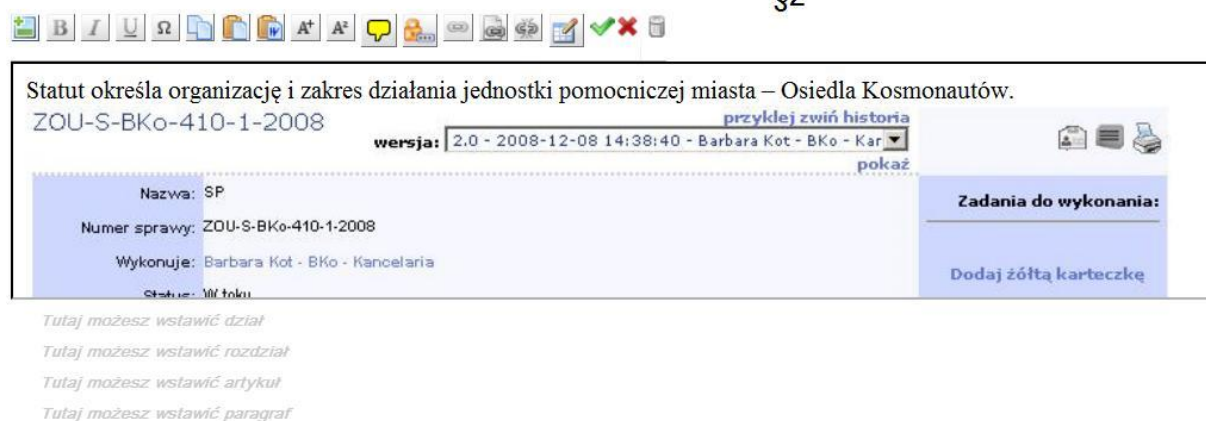 §2
B I U Ω W A+ A²
Statut określa organizację i zakres działania jednostki pomocniczej miasta – Osiedla Kosmonautów.
ZOU-S-BKo-410-1-2008
przyklej zwiń historia
wersja: 2.0 - 2008-12-08 14:38:40 - Barbara Kot - BKo - Kar
pokaż
Nazwa: SP
Numer sprawy: ZOU-S-BKo-410-1-2008
Wykonuje: Barbara Kot - BKo - Kancelaria
Status: W toku
Zadania do wykonania:
Dodaj żółtą karteczkę
Tutaj możesz wstawić dział
Tutaj możesz wstawić rozdział
Tutaj możesz wstawić artykuł
Tutaj możesz wstawić paragraf